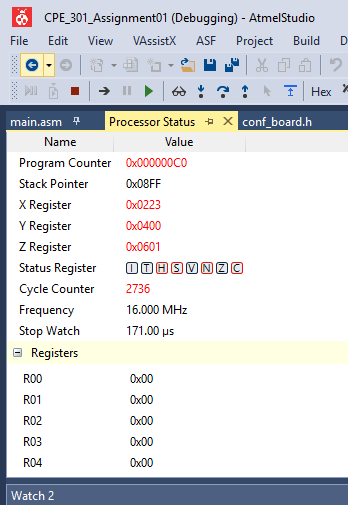 CPE_301_Assignment01 (Debugging) - AtmelStudio
File Edit View VAssistX ASF Project Build D
Hex
main.asm Processor Status conf_board.h
Name Value
Program Counter 0x000000C0
Stack Pointer 0x08FF
X Register 0x0223
Y Register 0x0400
Z Register 0x0601
Status Register I T H S V N Z C
Cycle Counter 2736
Frequency 16.000 MHz
Stop Watch 171.00 µs
Registers
R00 0x00
R01 0x00
R02 0x00
R03 0x00
R04 0x00
Watch 2